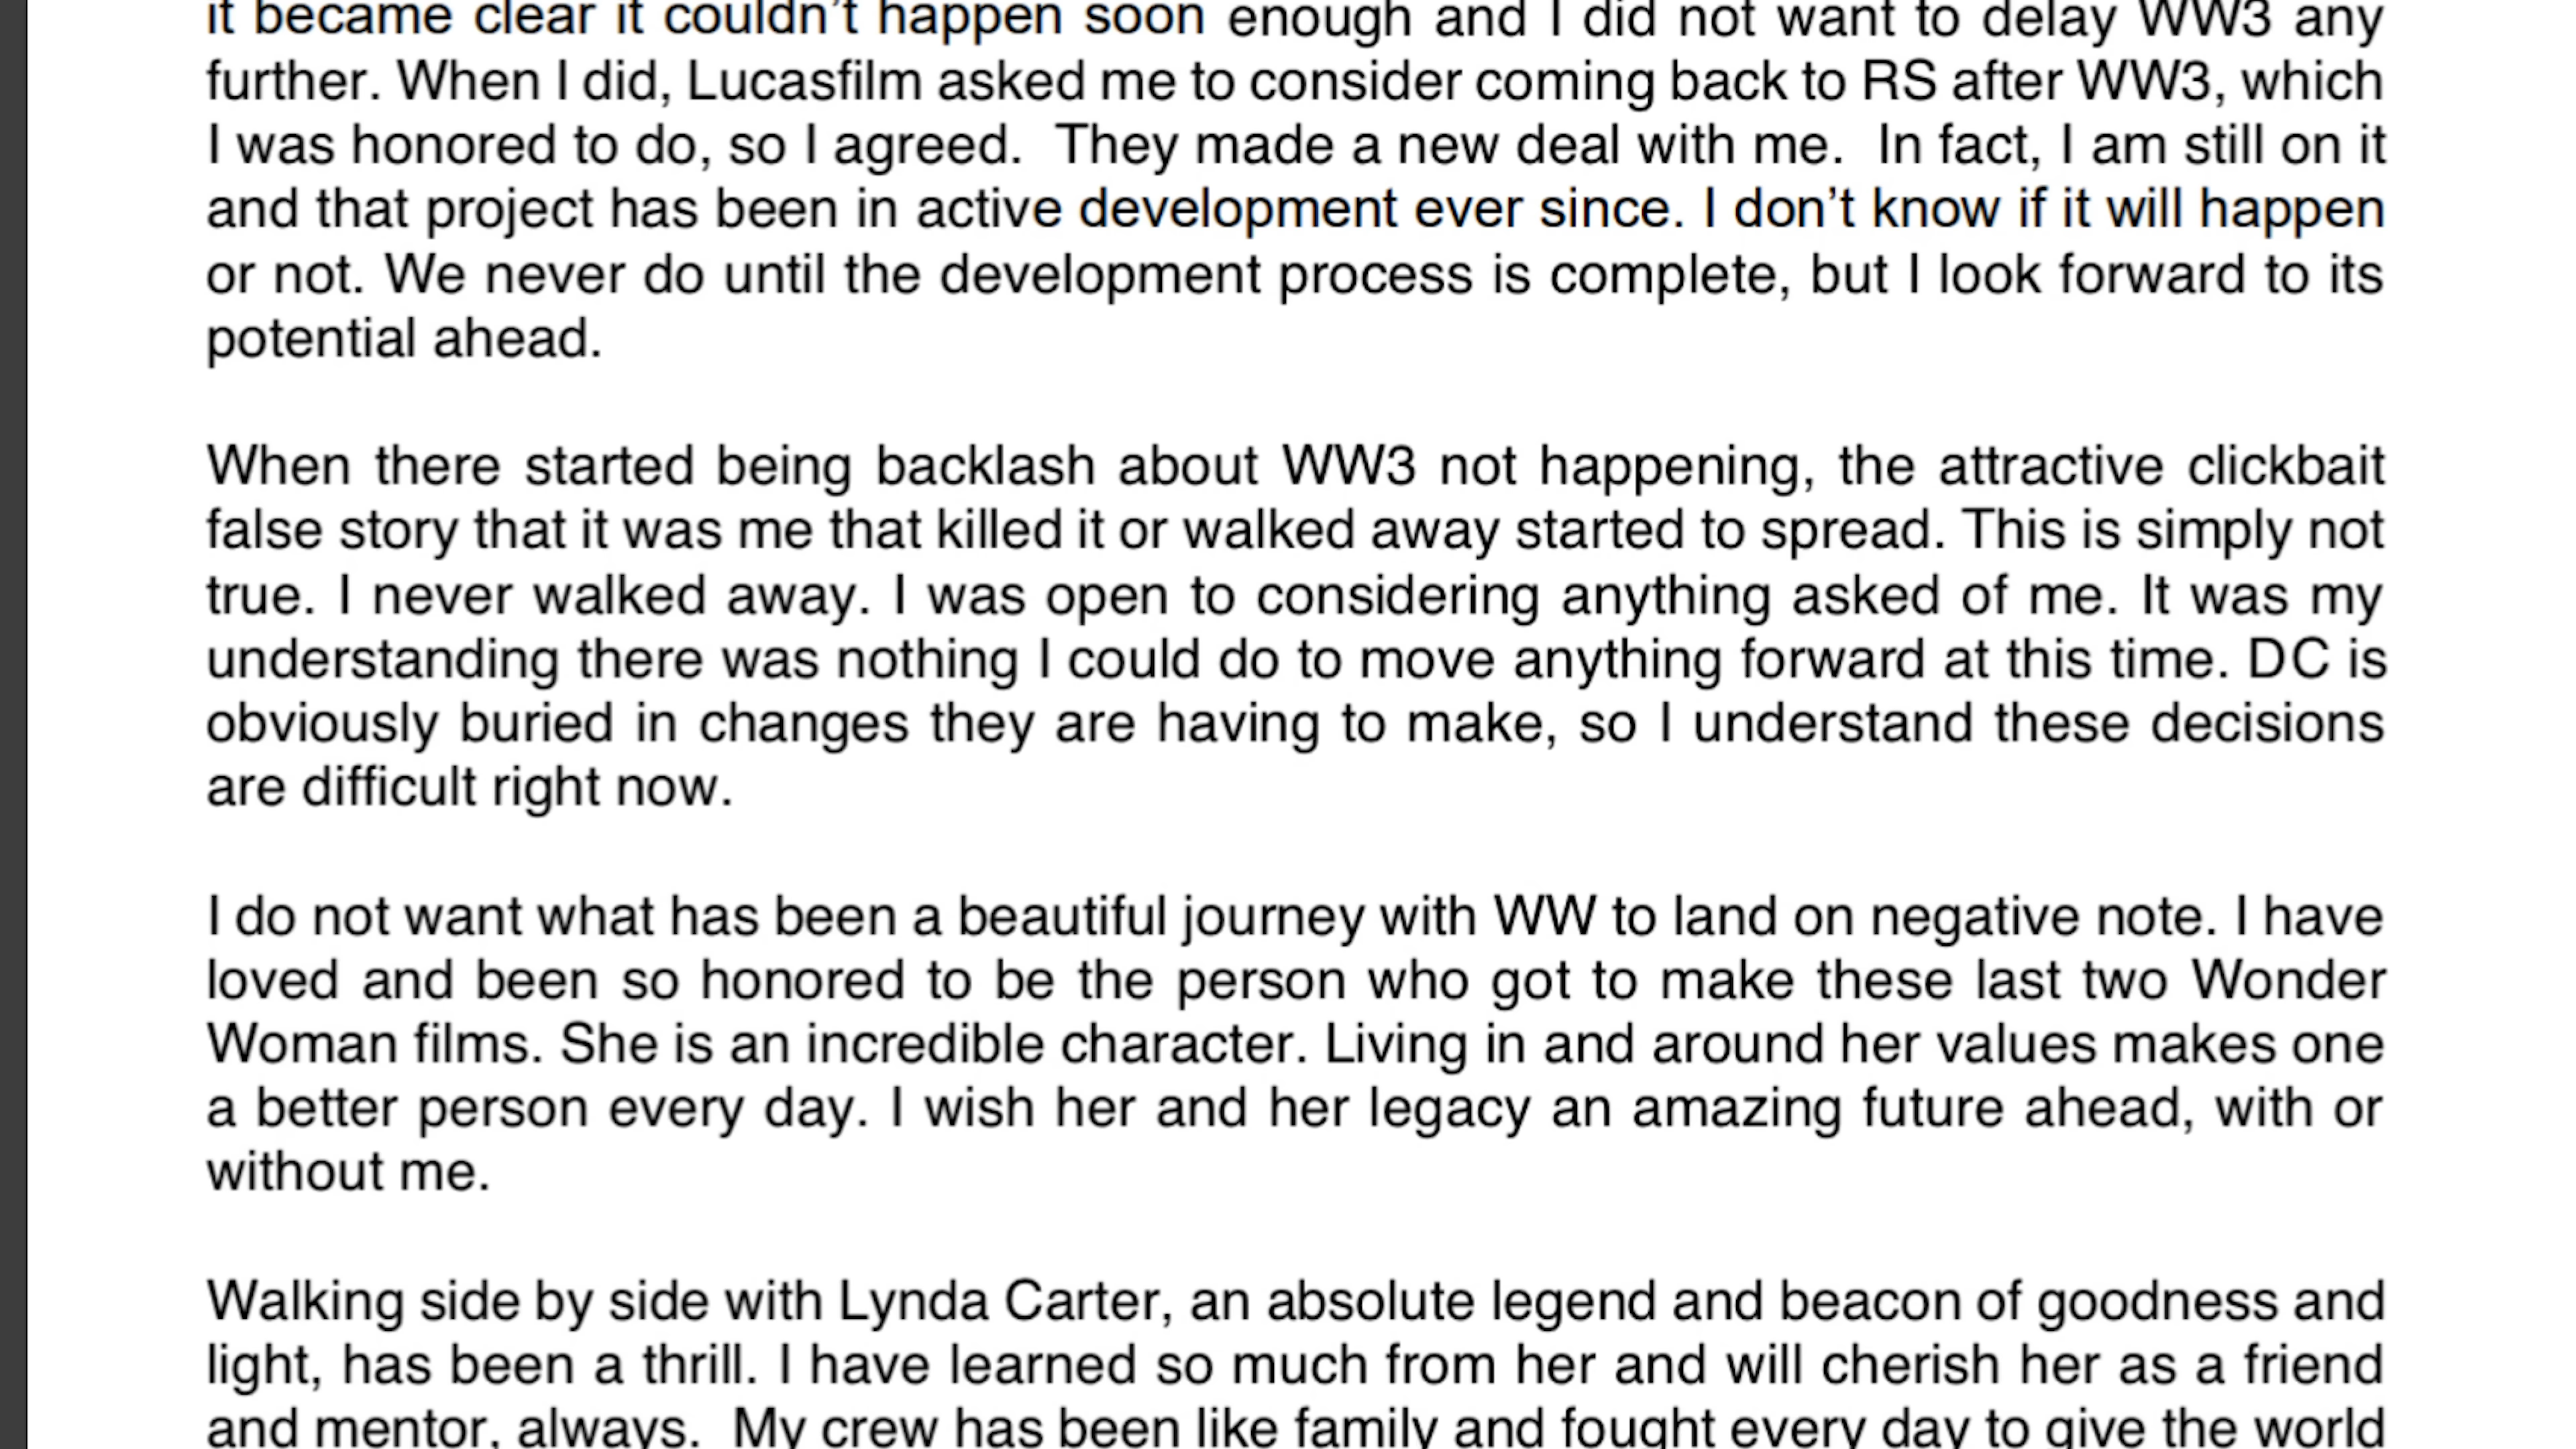 it became clear it couldn’t happen soon enough and I did not want to delay WW3 any
further. When I did, Lucasfilm asked me to consider coming back to RS after WW3, which
I was honored to do, so I agreed.  They made a new deal with me.  In fact, I am still on it
and that project has been in active development ever since. I don’t know if it will happen
or not. We never do until the development process is complete, but I look forward to its
potential ahead.
When there started being backlash about WW3 not happening, the attractive clickbait
false story that it was me that killed it or walked away started to spread. This is simply not
true. I never walked away. I was open to considering anything asked of me. It was my
understanding there was nothing I could do to move anything forward at this time. DC is
obviously buried in changes they are having to make, so I understand these decisions
are difficult right now.
I do not want what has been a beautiful journey with WW to land on negative note. I have
loved and been so honored to be the person who got to make these last two Wonder
Woman films. She is an incredible character. Living in and around her values makes one
a better person every day. I wish her and her legacy an amazing future ahead, with or
without me.
Walking side by side with Lynda Carter, an absolute legend and beacon of goodness and
light, has been a thrill. I have learned so much from her and will cherish her as a friend
and mentor, always.  My crew has been like family and fought every day to give the world